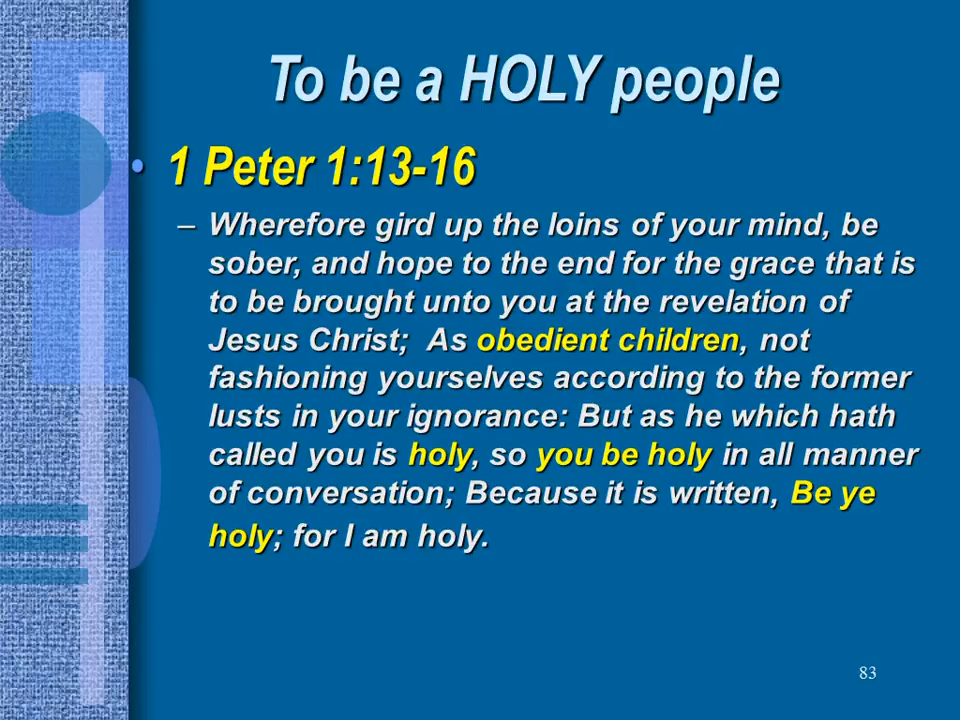 To be a HOLY people
• 1 Peter 1:13-16
– Wherefore gird up the loins of your mind, be
sober, and hope to the end for the grace that is
to be brought unto you at the revelation of
Jesus Christ;  As obedient children, not
fashioning yourselves according to the former
lusts in your ignorance: But as he which hath
called you is holy, so you be holy in all manner
of conversation; Because it is written, Be ye
holy; for I am holy.
83